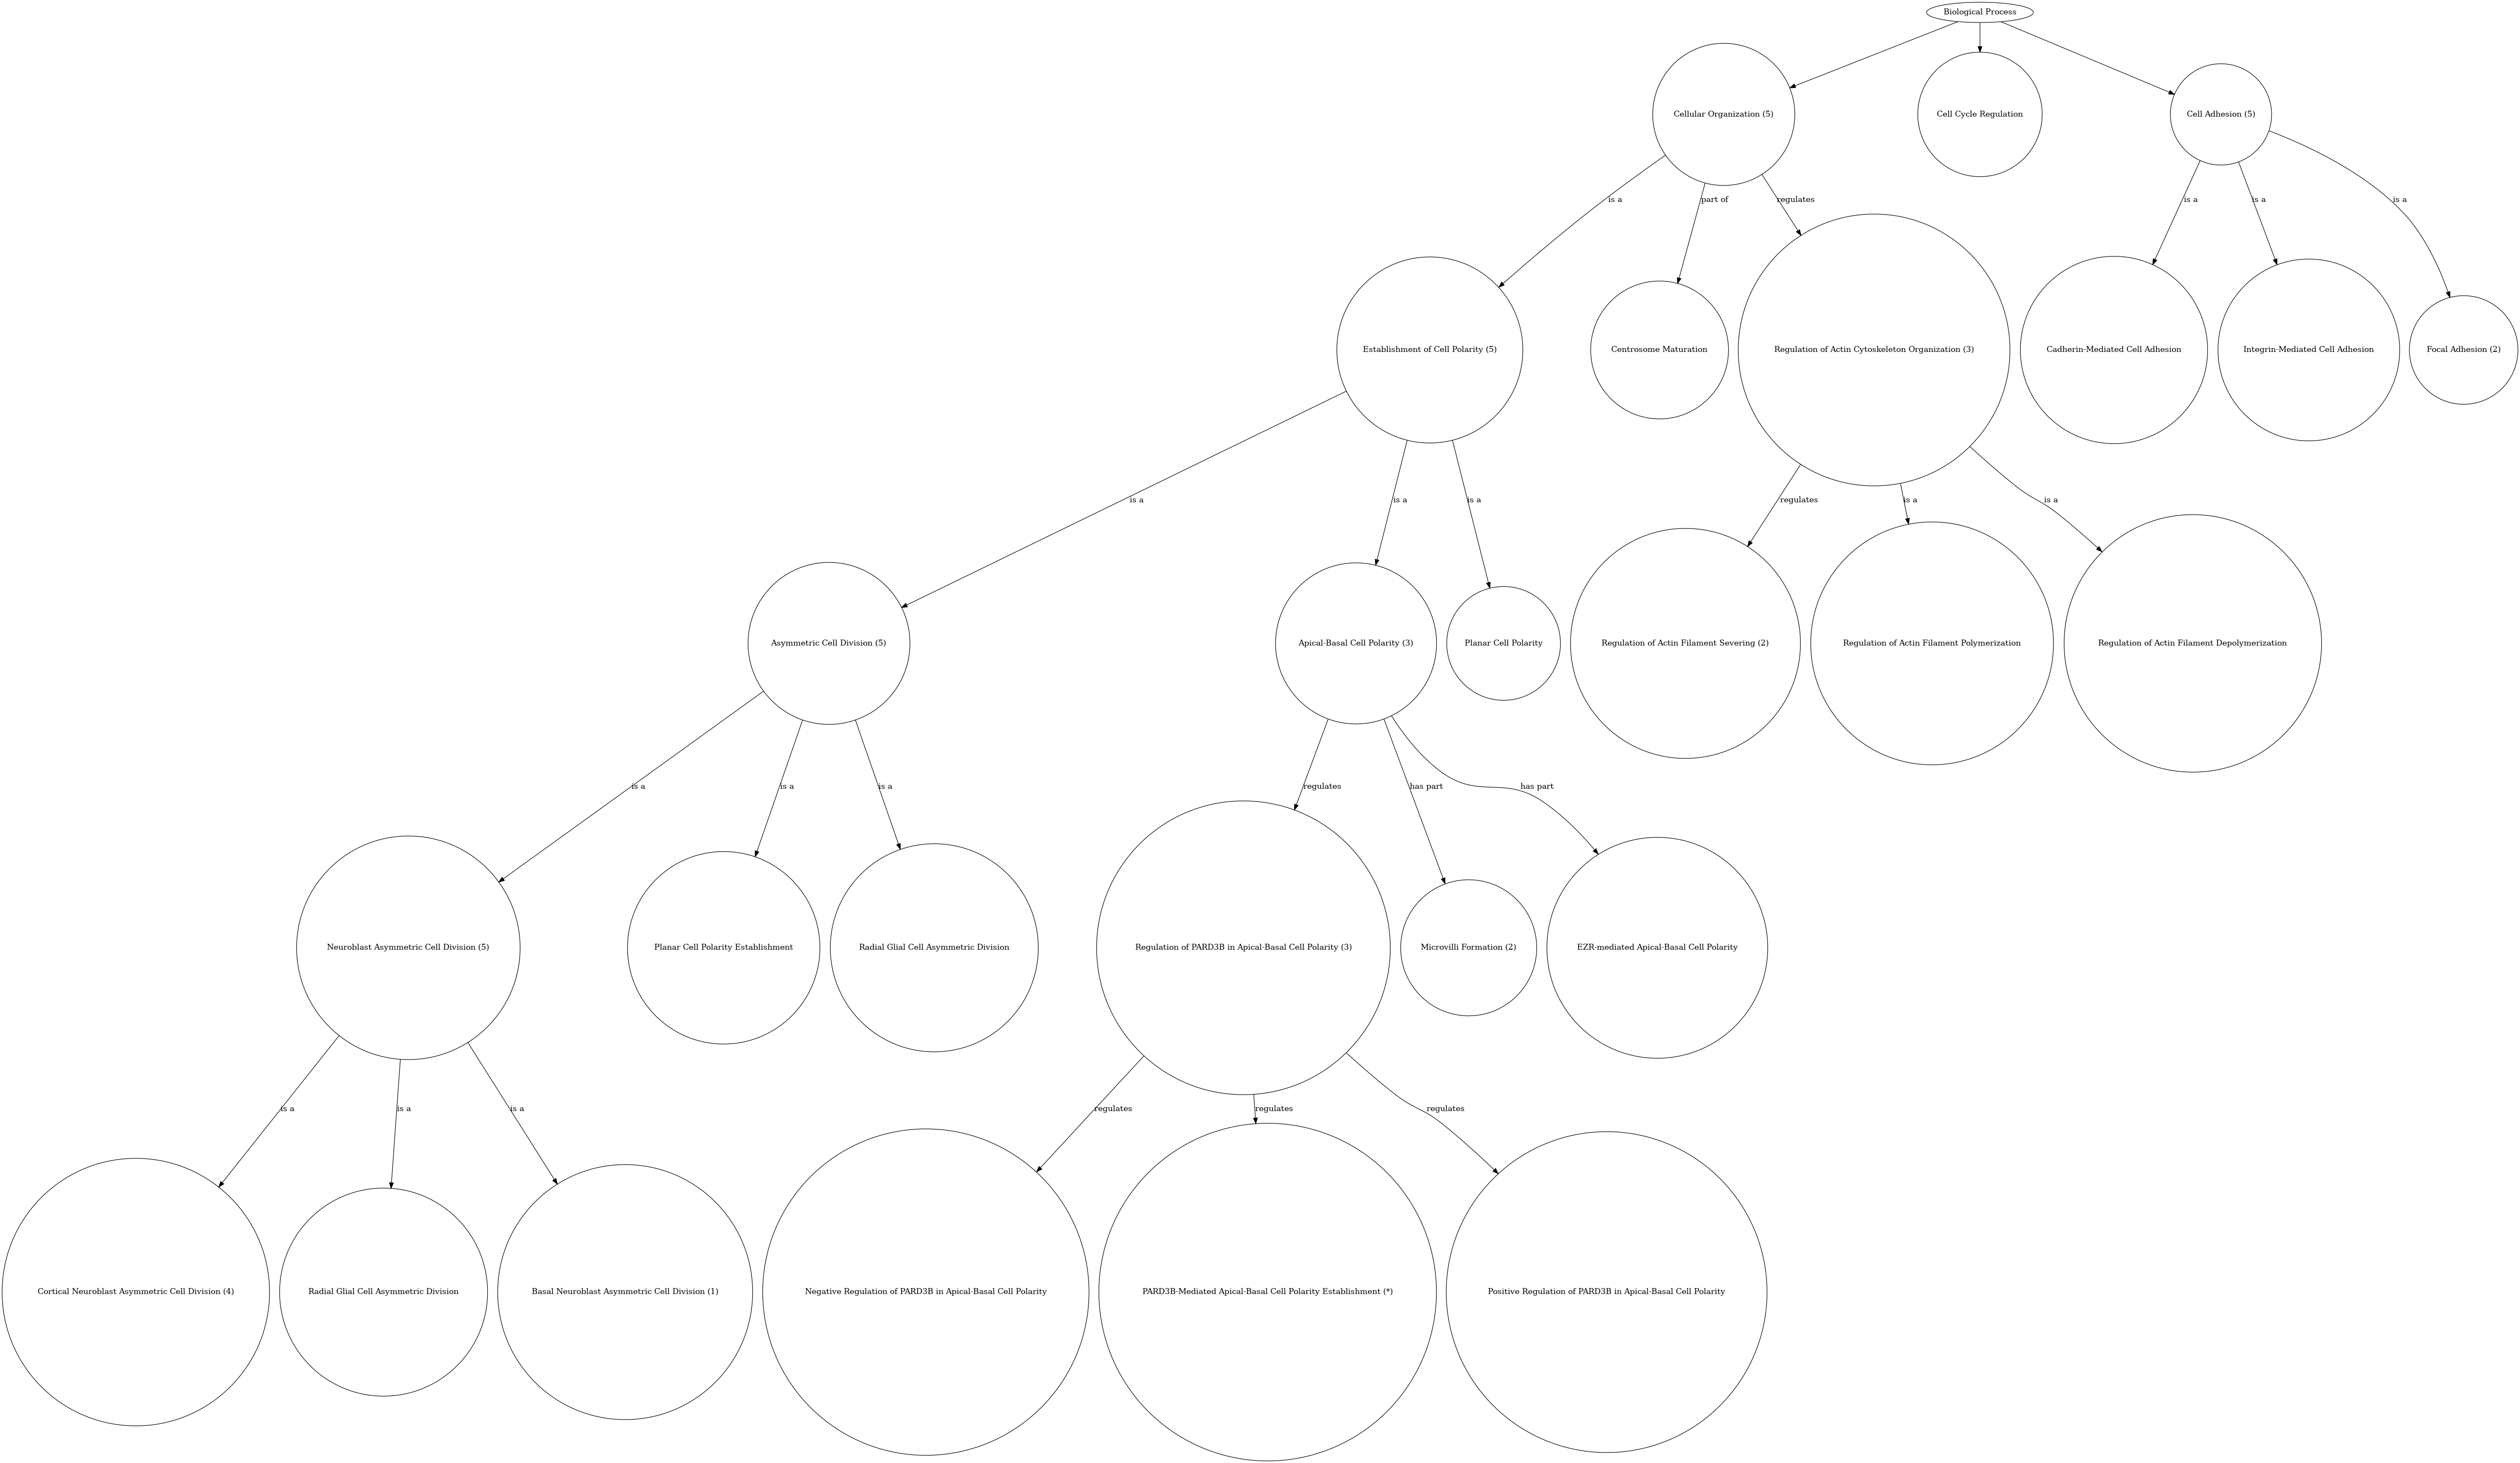 Biological Process
Cellular Organization (5)
Cell Cycle Regulation
Cell Adhesion (5)
is a
part of
regulates
is a
is a
is a
Establishment of Cell Polarity (5)
Centrosome Maturation
Regulation of Actin Cytoskeleton Organization (3)
Cadherin-Mediated Cell Adhesion
Integrin-Mediated Cell Adhesion
Focal Adhesion (2)
is a
is a
is a
regulates
is a
is a
Asymmetric Cell Division (5)
Apical-Basal Cell Polarity (3)
Planar Cell Polarity
Regulation of Actin Filament Severing (2)
Regulation of Actin Filament Polymerization
Regulation of Actin Filament Depolymerization
is a
is a
is a
regulates
has part
has part
Neuroblast Asymmetric Cell Division (5)
Planar Cell Polarity Establishment
Radial Glial Cell Asymmetric Division
Regulation of PARD3B in Apical-Basal Cell Polarity (3)
Microvilli Formation (2)
EZR-mediated Apical-Basal Cell Polarity
is a
is a
is a
regulates
regulates
regulates
Cortical Neuroblast Asymmetric Cell Division (4)
Radial Glial Cell Asymmetric Division
Basal Neuroblast Asymmetric Cell Division (1)
Negative Regulation of PARD3B in Apical-Basal Cell Polarity
PARD3B-Mediated Apical-Basal Cell Polarity Establishment (*)
Positive Regulation of PARD3B in Apical-Basal Cell Polarity